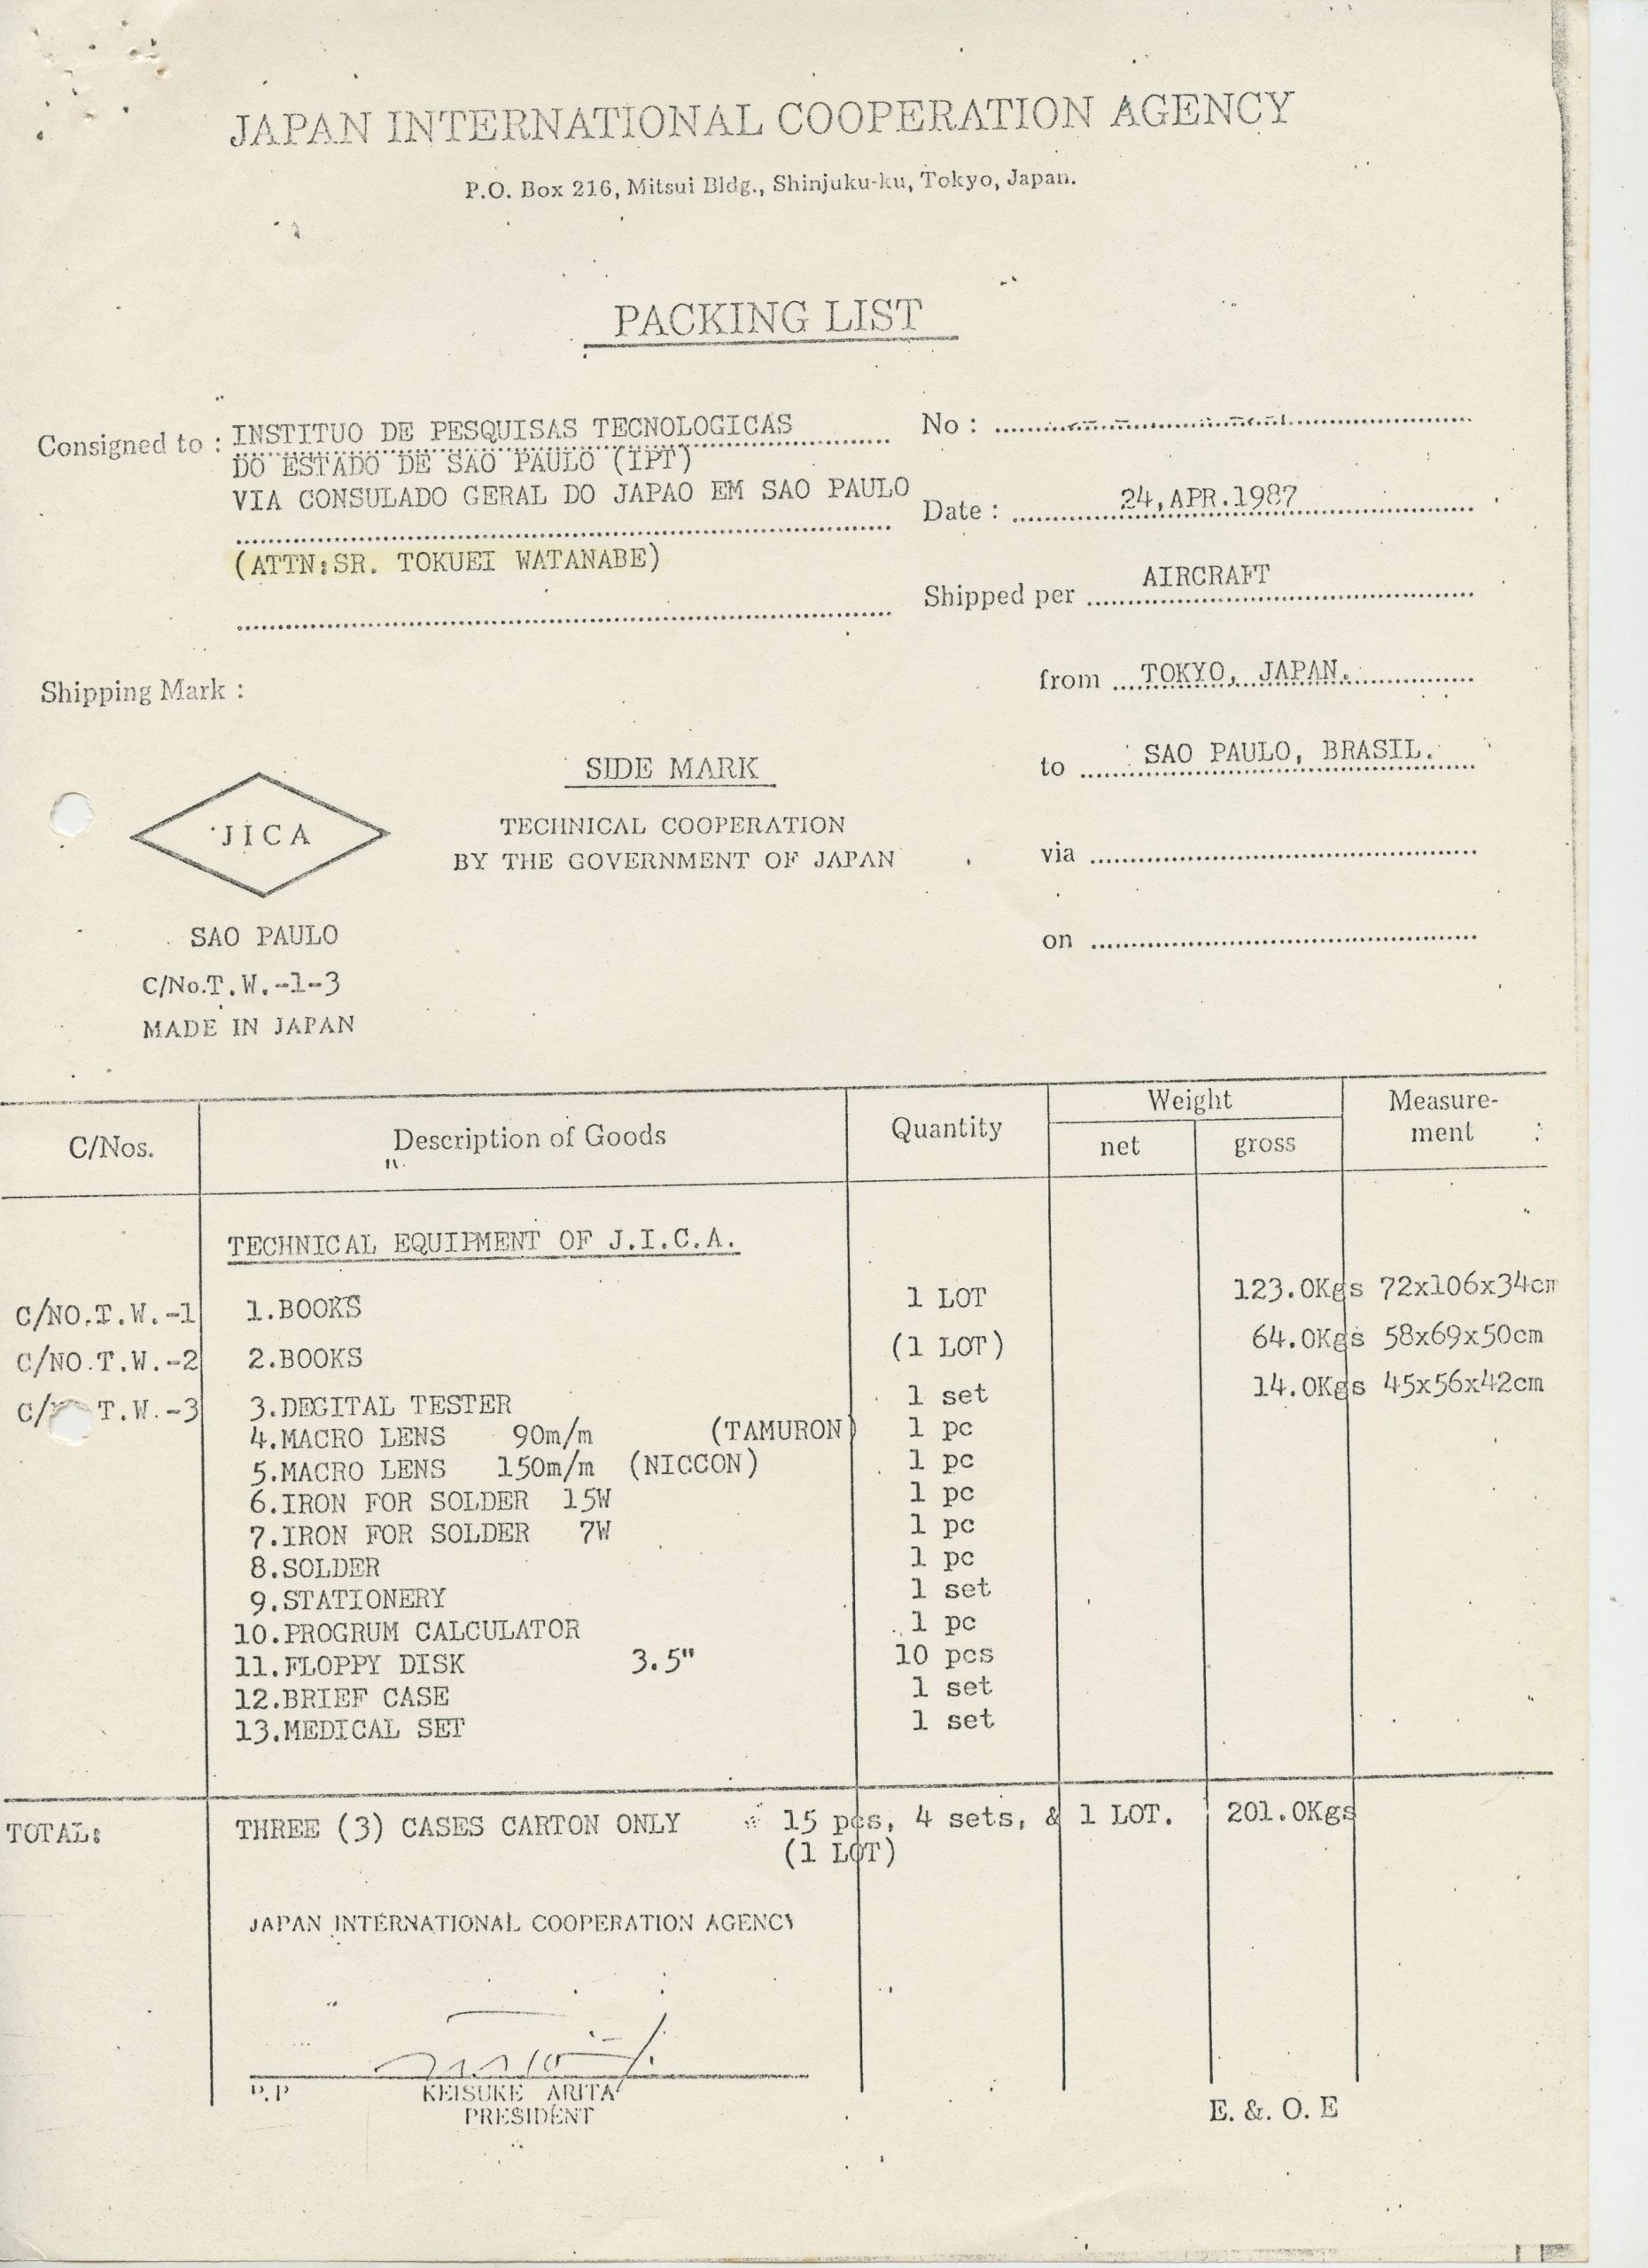 JAPAN INTERNATIONAL COOPERATION AGENCY
P.O. Box 216, Mitsui Bldg., Shinjuku-ku, Tokyo, Japan.
PACKING LIST
Consigned to : INSTITUO DE PESQUISAS TECNOLOGICAS
DO ESTADO DE SAO PAULO (IPT)
VIA CONSULADO GERAL DO JAPAO EM SAO PAULO
(ATTN:SR. TOKUEI WATANABE)
No :
Date : 24,APR.1987
Shipped per AIRCRAFT
from TOKYO, JAPAN.
to SAO PAULO, BRASIL.
via
on
Shipping Mark :
JICA
SAO PAULO
C/No.T.W.-1-3
MADE IN JAPAN
SIDE MARK
TECHNICAL COOPERATION
BY THE GOVERNMENT OF JAPAN
C/Nos. Description of Goods Quantity Weight Measure-
net gross ment
TECHNICAL EQUIPMENT OF J.I.C.A.
C/NO.T.W.-1 1.BOOKS 1 LOT 123.0Kgs 72x106x34cm
C/NO.T.W.-2 2.BOOKS (1 LOT) 64.0Kgs 58x69x50cm
C/ T.W.-3 3.DEGITAL TESTER 1 set 14.0Kgs 45x56x42cm
4.MACRO LENS 90m/m (TAMURON) 1 pc
5.MACRO LENS 150m/m (NICCON) 1 pc
6.IRON FOR SOLDER 15W 1 pc
7.IRON FOR SOLDER 7W 1 pc
8.SOLDER 1 pc
9.STATIONERY 1 set
10.PROGRUM CALCULATOR 1 pc
11.FLOPPY DISK 3.5" 10 pcs
12.BRIEF CASE 1 set
13.MEDICAL SET 1 set
TOTAL: THREE (3) CASES CARTON ONLY 15 pcs, 4 sets, & 1 LOT. 201.0Kgs
(1 LOT)
JAPAN INTERNATIONAL COOPERATION AGENCY
P.P KEISUKE ARITA
PRESIDENT
E. &. O. E